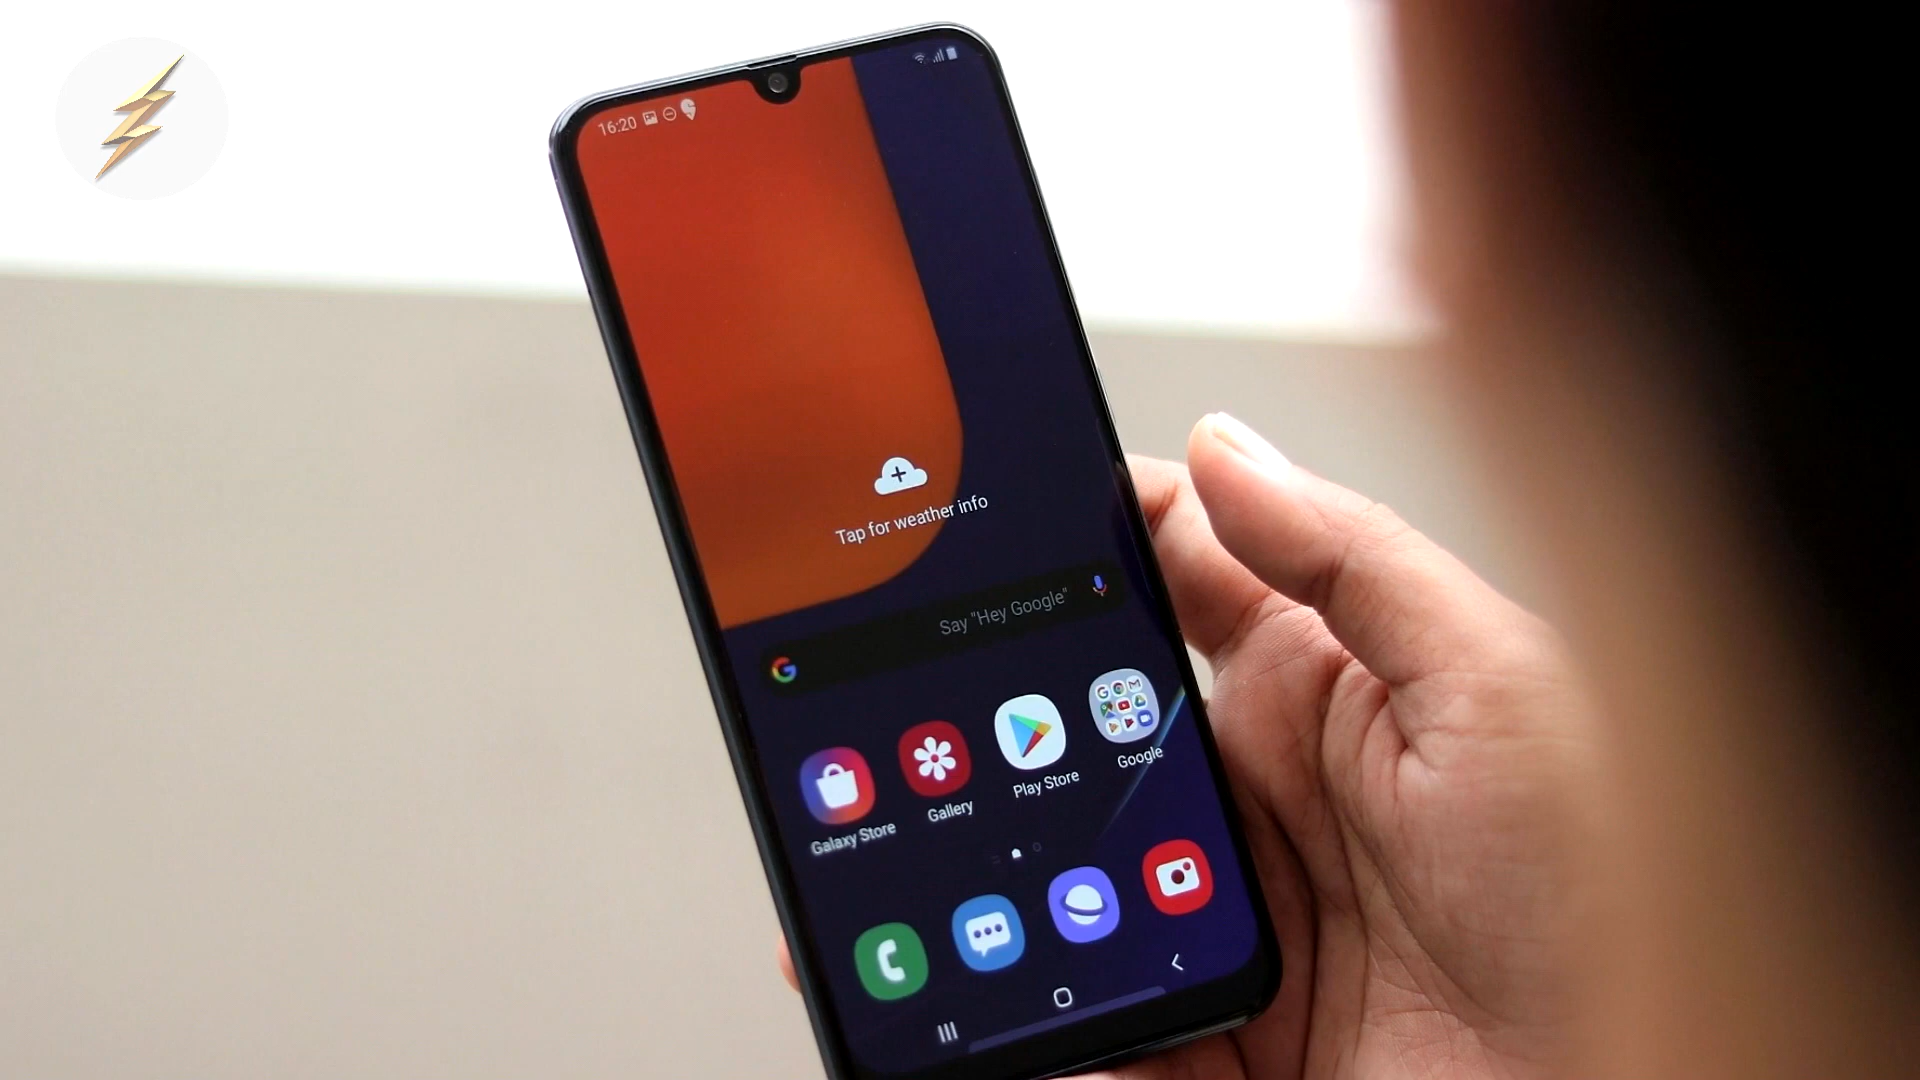 16:20
Tap for weather info
Say "Hey Google"
Galaxy Store
Gallery
Play Store
Google